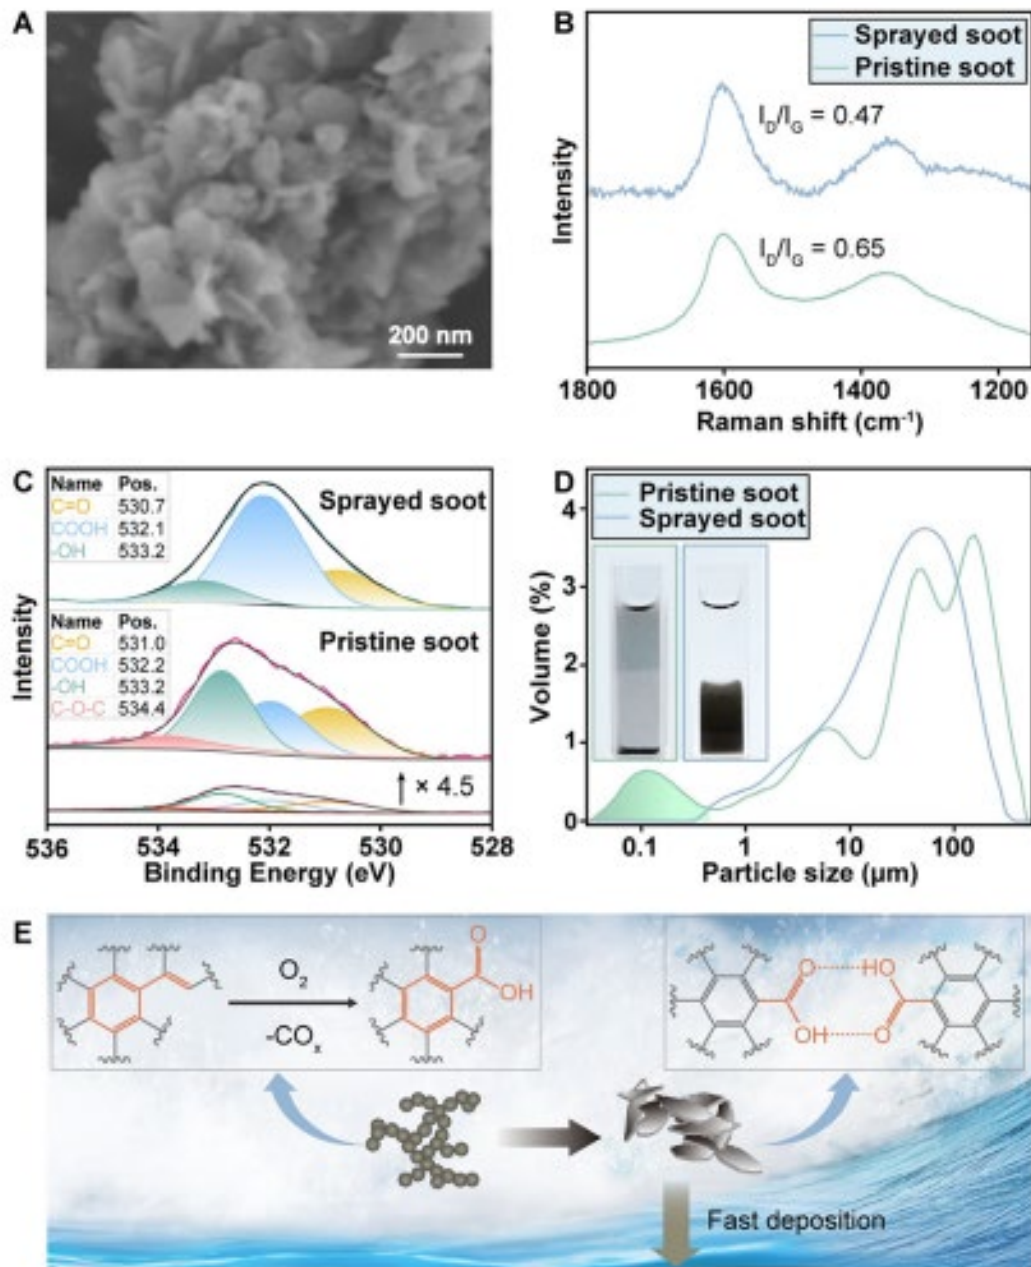 A
200 nm
B
Sprayed soot
Pristine soot
I_D/I_G = 0.47
I_D/I_G = 0.65
Intensity
1800 1600 1400 1200
Raman shift (cm⁻¹)
C
Name Pos.
C=O 530.7
COOH 532.1
-OH 533.2
Sprayed soot
Name Pos.
C=O 531.0
COOH 532.2
-OH 533.2
C-O-C 534.4
Pristine soot
× 4.5
Intensity
536 534 532 530 528
Binding Energy (eV)
D
Pristine soot
Sprayed soot
4
3
2
1
0
Volume (%)
0.1 1 10 100
Particle size (µm)
E
O₂
-COₓ
O
OH
O
HO
OH
O
Fast deposition